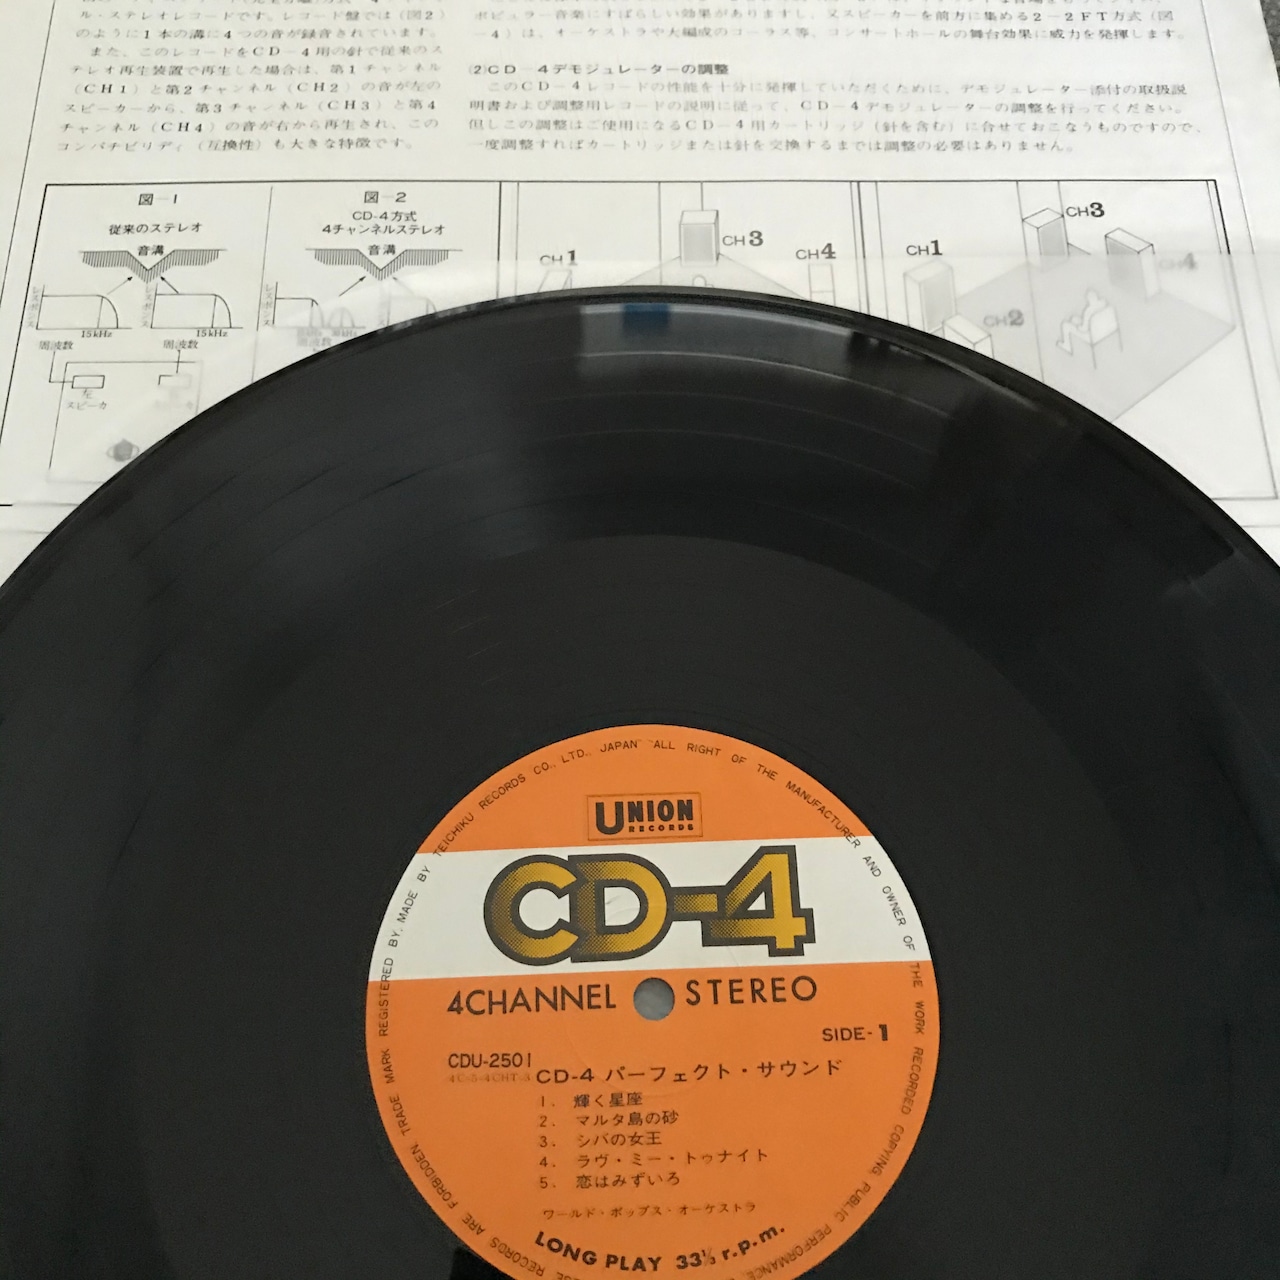 ル・ステレオレコードです。レコード盤では(図2)
のように1本の溝に4つの音が録音されています。
また、このレコードをCD-4用の針で従来のス
テレオ再生装置で再生した場合は、第1チャンネル
(CH1)と第2チャンネル(CH2)の音が左の
スピーカーから、第3チャンネル(CH3)と第4
チャンネル(CH4)の音が右から再生され、この
コンパチビリティ(互換性)も大きな特徴です。
ポピュラー音楽にすばらしい効果がありますし、又スピーカーを前方に集める2-2FT方式(図
-4)は、オーケストラや大編成のコーラス等、コンサートホールの舞台効果に威力を発揮します。
(2)CD-4デモジュレーターの調整
このCD-4レコードの性能を十分に発揮していただくために、デモジュレーター添付の取扱説
明書および調整用レコードの説明に従って、CD-4デモジュレーターの調整を行ってください。
但しこの調整はご使用になるCD-4用カートリッジ(針を含む)に合せておこなうものですので、
一度調整すればカートリッジまたは針を交換するまでは調整の必要はありません。
図-1
従来のステレオ
音溝
レスポンス
15kHz
周波数
レスポンス
15kHz
周波数
左
スピーカ
図-2
CD-4方式
4チャンネルステレオ
音溝
レスポンス
CH1
CH3
CH4
CH1
CH3
CH2
CH4
UNION
RECORDS
CD-4
4CHANNEL STEREO
SIDE-1
CDU-2501
4C-S-4CHT-3
CD-4 パーフェクト・サウンド
1. 輝く星座
2. マルタ島の砂
3. シバの女王
4. ラヴ・ミー・トゥナイト
5. 恋はみずいろ
ワールド・ポップス・オーケストラ
LONG PLAY 33⅓ r.p.m.
TRADE MARK REGISTERED BY. MADE BY TEICHIKU RECORDS CO., LTD. JAPAN ALL RIGHT OF THE MANUFACTURER AND OWNER OF THE WORK RECORDED COPYING PUBLIC PERFORMANCE
RECORDS ARE FORBIDDEN